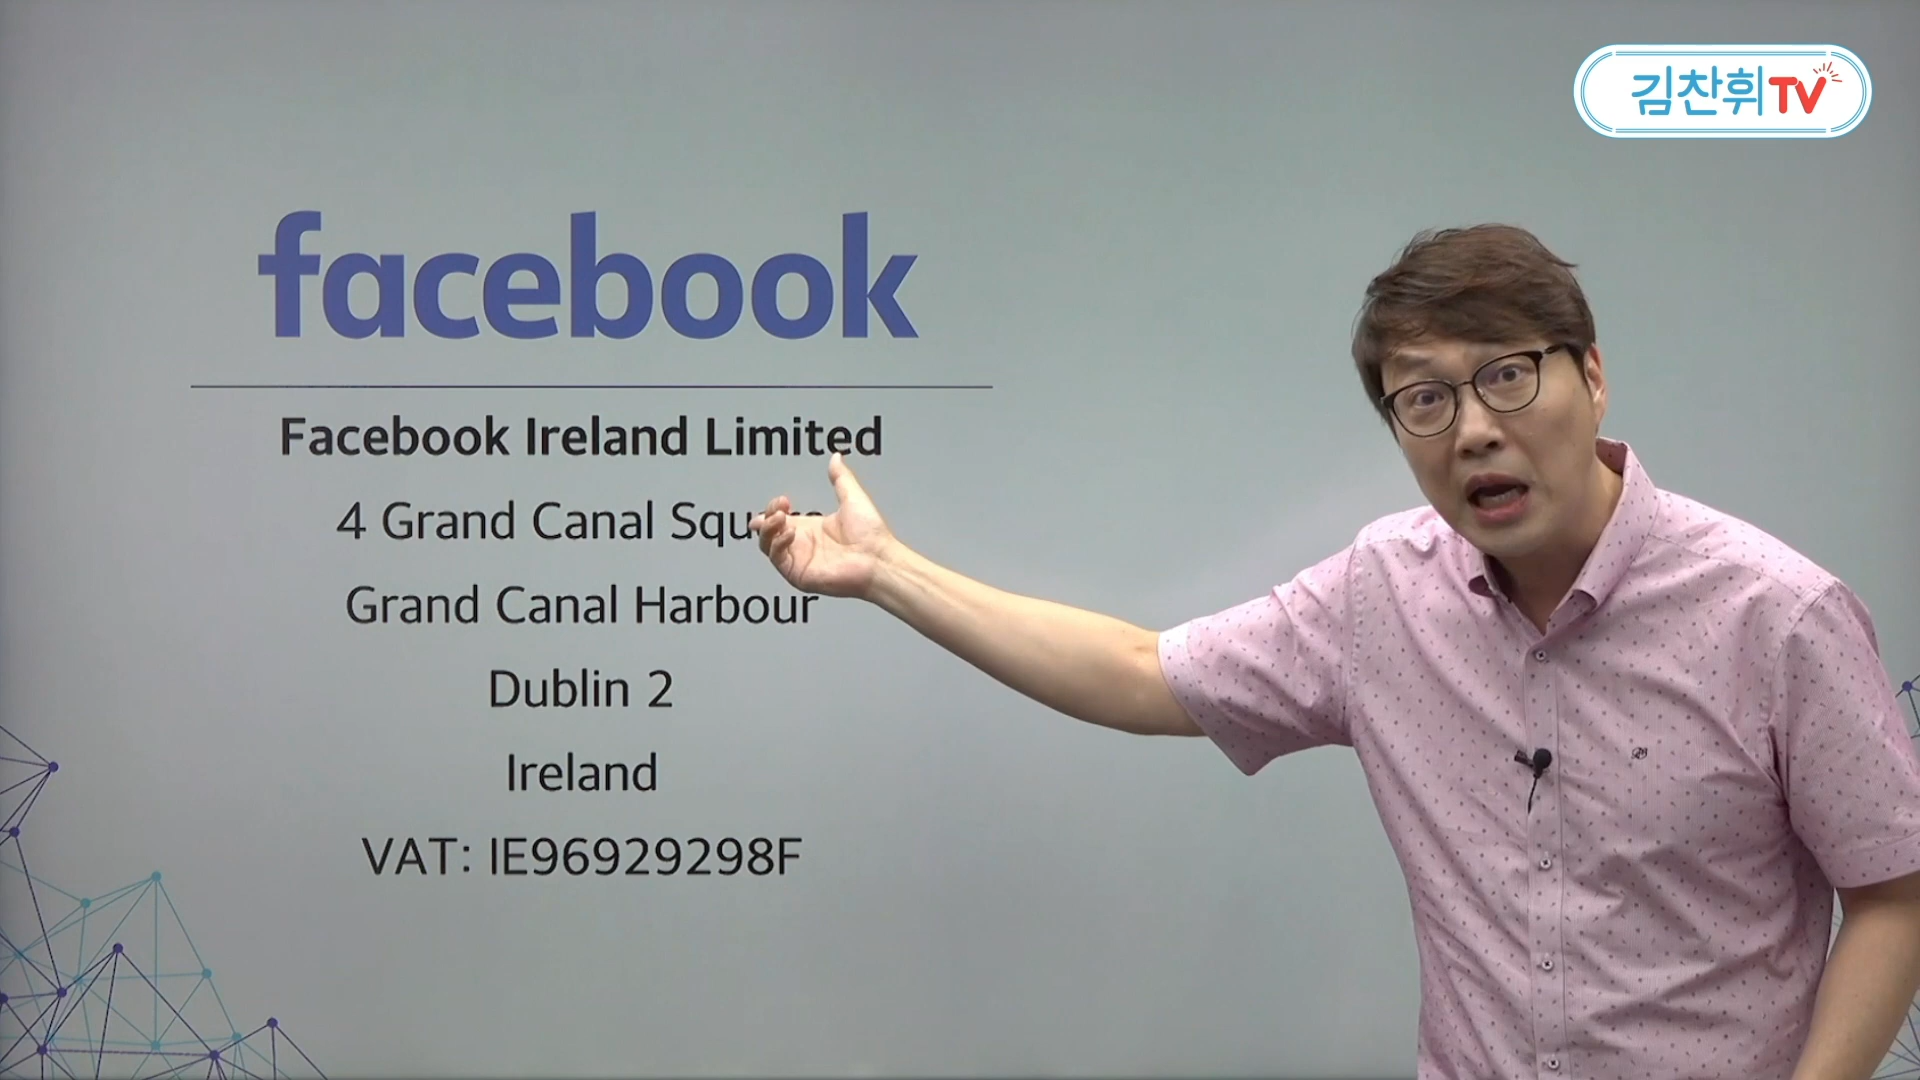 김찬휘TV
facebook
Facebook Ireland Limited
4 Grand Canal Square
Grand Canal Harbour
Dublin 2
Ireland
VAT: IE96929298F